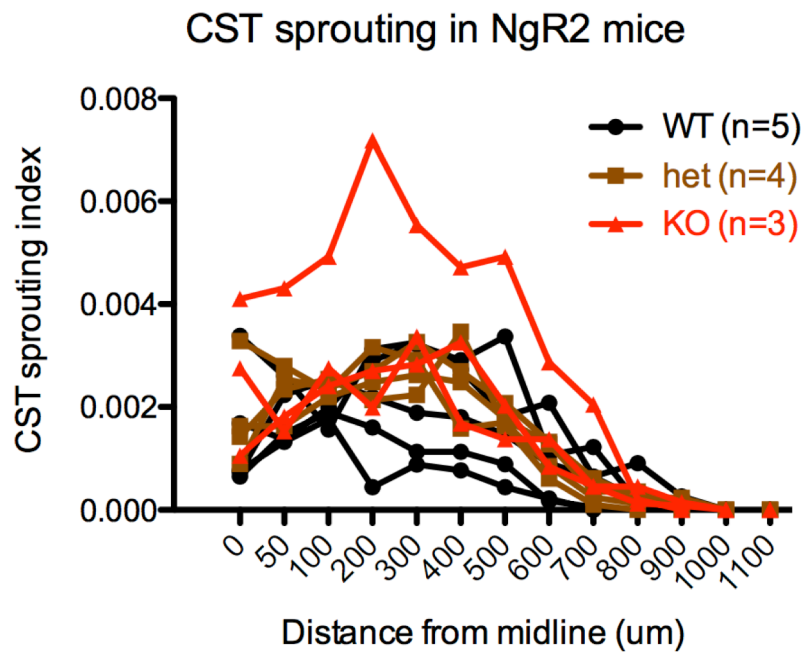 CST sprouting in NgR2 mice
0.008
0.006
0.004
0.002
0.000
CST sprouting index
WT (n=5)
het (n=4)
KO (n=3)
0 50 100 200 300 400 500 600 700 800 900 1000 1100
Distance from midline (um)